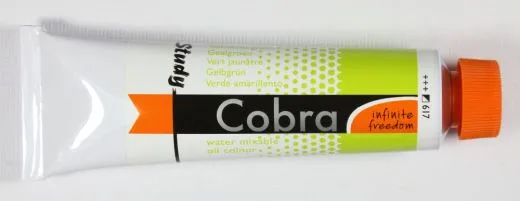 Study
Geelgroen
Vert jaunâtre
Gelbgrün
Verde amarillento
Cobra
infinite
freedom
water mixable
oil colour
+++ 617